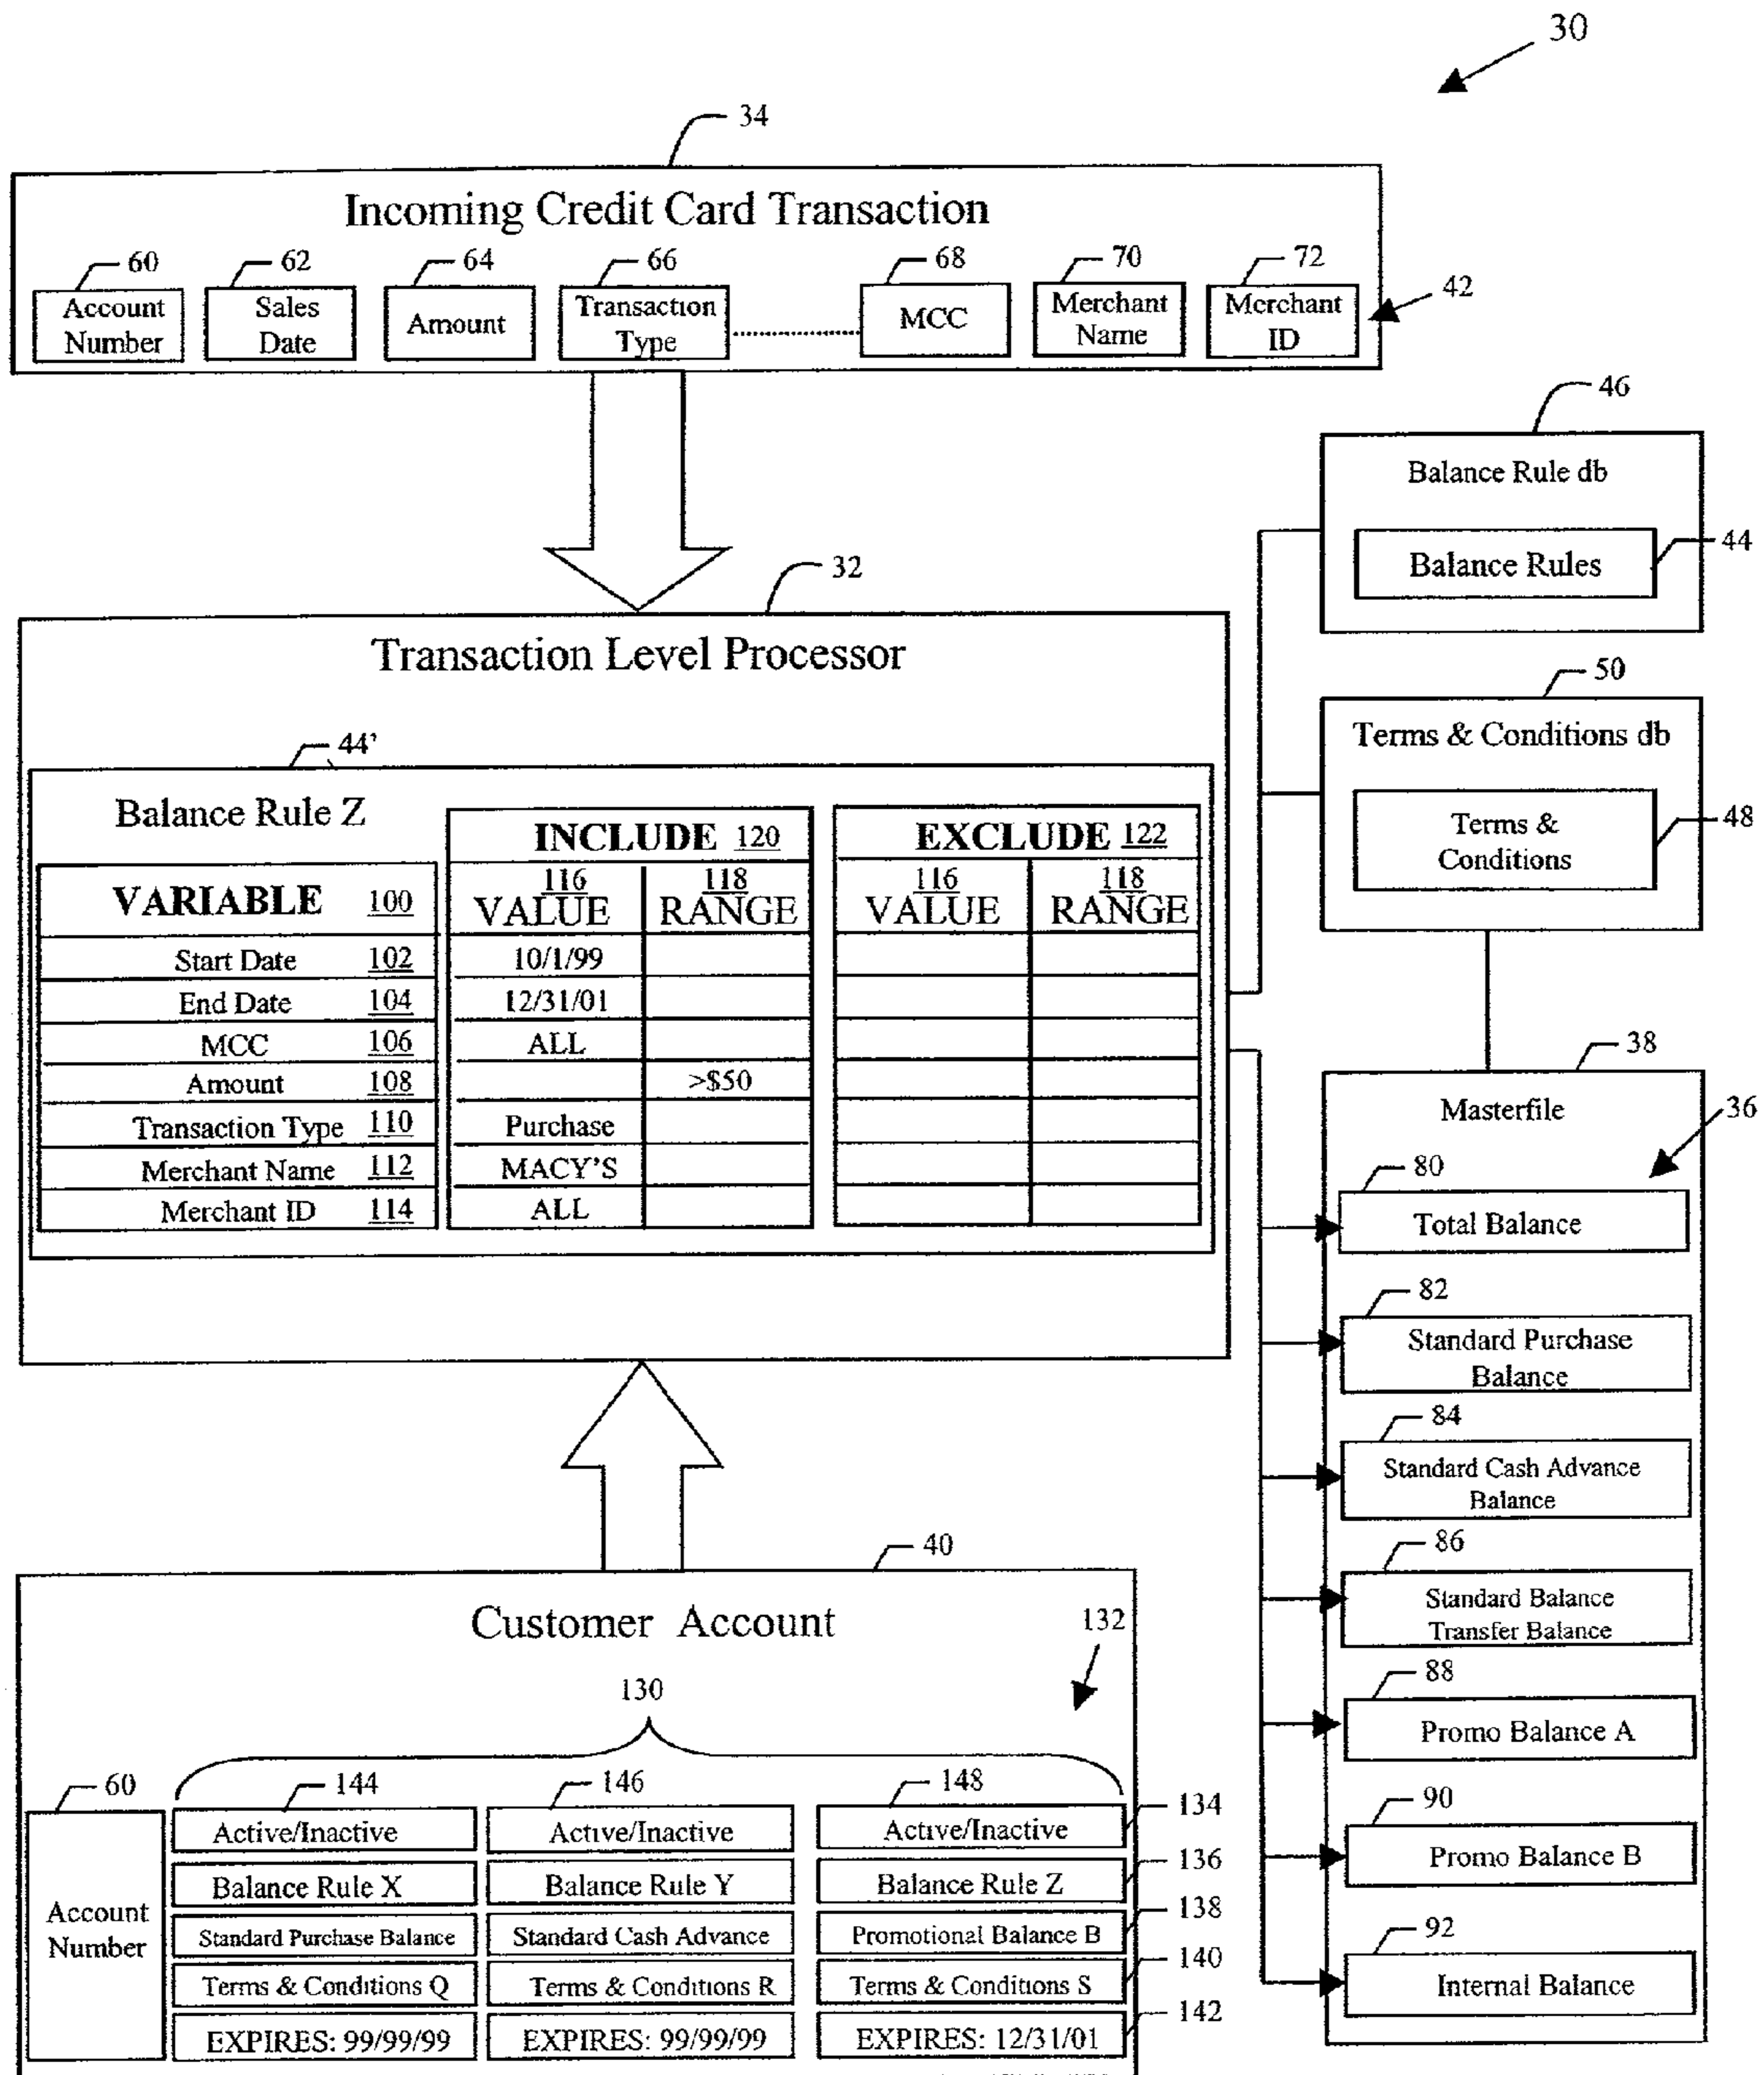 30
34
Incoming Credit Card Transaction
60 62 64 66 68 70 72
42
Account Number
Sales Date
Amount
Transaction Type
MCC
Merchant Name
Merchant ID
46
Balance Rule db
Balance Rules
44
32
Transaction Level Processor
50
Terms & Conditions db
Terms & Conditions
48
44'
Balance Rule Z
INCLUDE 120
EXCLUDE 122
VARIABLE 100
116 VALUE
118 RANGE
116 VALUE
118 RANGE
Start Date 102 10/1/99
End Date 104 12/31/01
MCC 106 ALL
Amount 108 >$50
Transaction Type 110 Purchase
Merchant Name 112 MACY'S
Merchant ID 114 ALL
38
Masterfile
36
80
Total Balance
82
Standard Purchase
Balance
84
Standard Cash Advance
Balance
86
Standard Balance
Transfer Balance
88
Promo Balance A
90
Promo Balance B
92
Internal Balance
40
Customer Account
132
130
60
144 146 148
Account
Number
Active/Inactive Active/Inactive Active/Inactive 134
Balance Rule X Balance Rule Y Balance Rule Z 136
Standard Purchase Balance Standard Cash Advance Promotional Balance B 138
Terms & Conditions Q Terms & Conditions R Terms & Conditions S 140
EXPIRES: 99/99/99 EXPIRES: 99/99/99 EXPIRES: 12/31/01 142